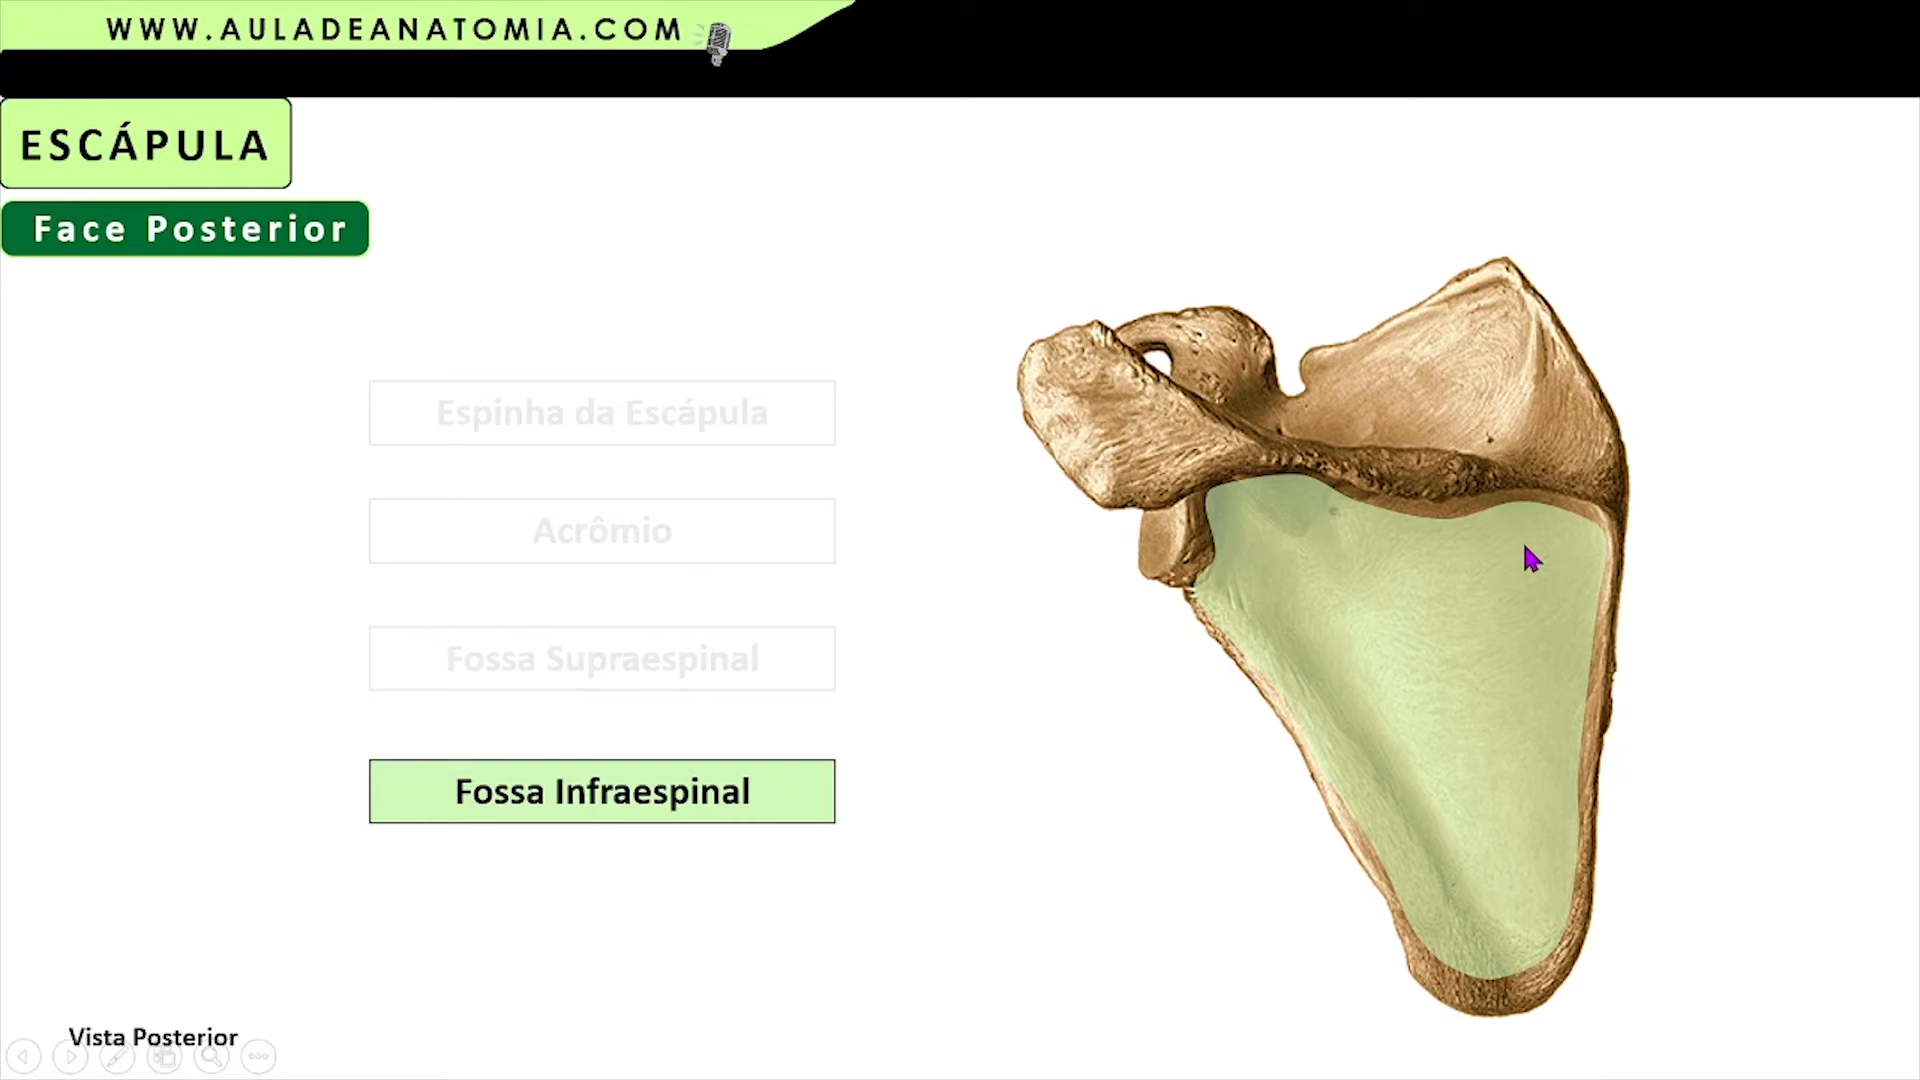 WWW.AULADEANATOMIA.COM
ESCÁPULA
Face Posterior
Espinha da Escápula
Acrômio
Fossa Supraespinal
Fossa Infraespinal
Vista Posterior